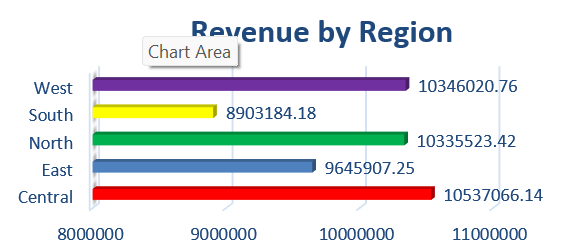 Revenue by Region
Chart Area
West 10346020.76
South 8903184.18
North 10335523.42
East 9645907.25
Central 10537066.14
8000000 9000000 10000000 11000000